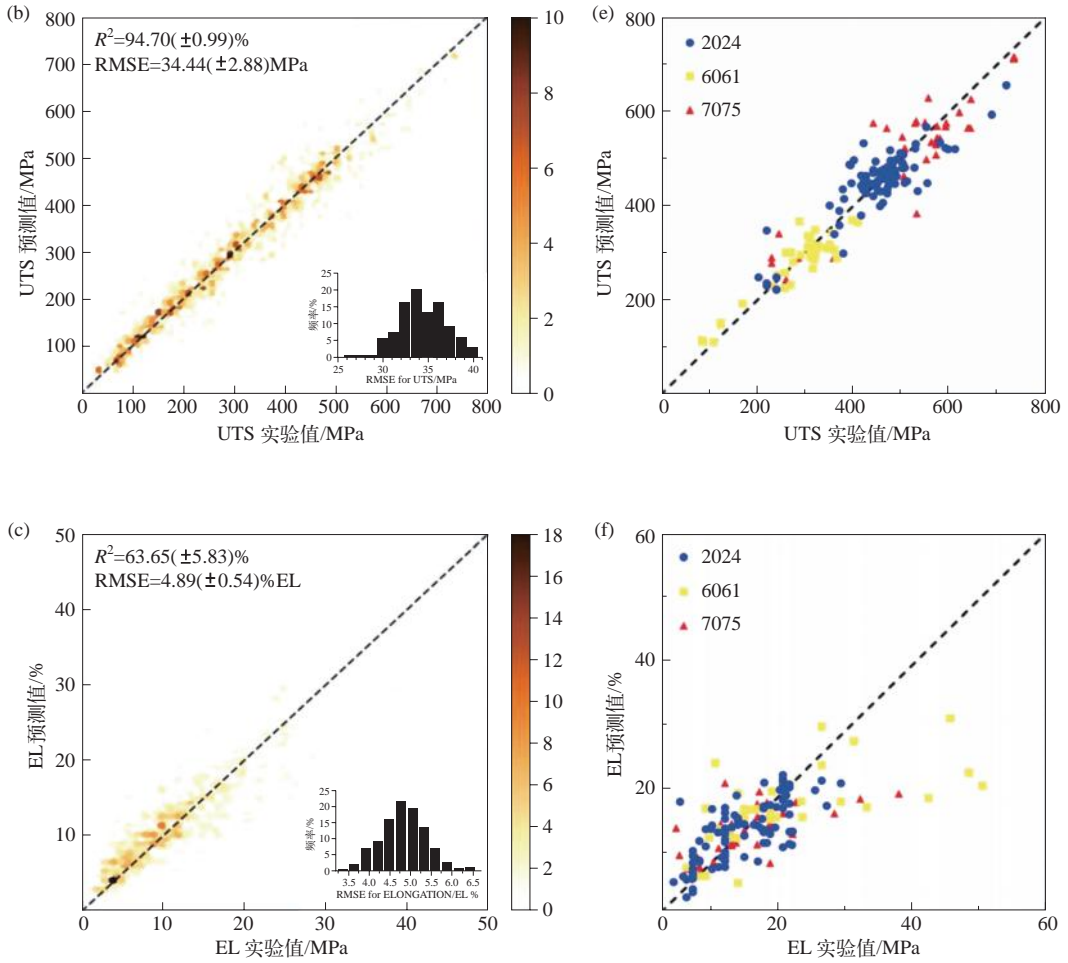 (b)
R²=94.70(±0.99)%
RMSE=34.44(±2.88)MPa
800
700
600
500
400
300
200
100
UTS 预测值/MPa
0 100 200 300 400 500 600 700 800
UTS 实验值/MPa
10
8
6
4
2
0
25
20
15
10
5
0
频率/%
25 30 35 40
RMSE for UTS/MPa
(e)
2024
6061
7075
800
600
400
200
UTS 预测值/MPa
0 200 400 600 800
UTS 实验值/MPa
(c)
R²=63.65(±5.83)%
RMSE=4.89(±0.54)%EL
50
40
30
20
10
EL预测值/%
0 10 20 30 40 50
EL 实验值/MPa
18
16
14
12
10
8
6
4
2
0
25
20
15
10
5
0
频率/%
3.5 4.0 4.5 5.0 5.5 6.0 6.5
RMSE for ELONGATION/EL %
(f)
2024
6061
7075
60
40
20
EL预测值/%
0 20 40 60
EL 实验值/MPa